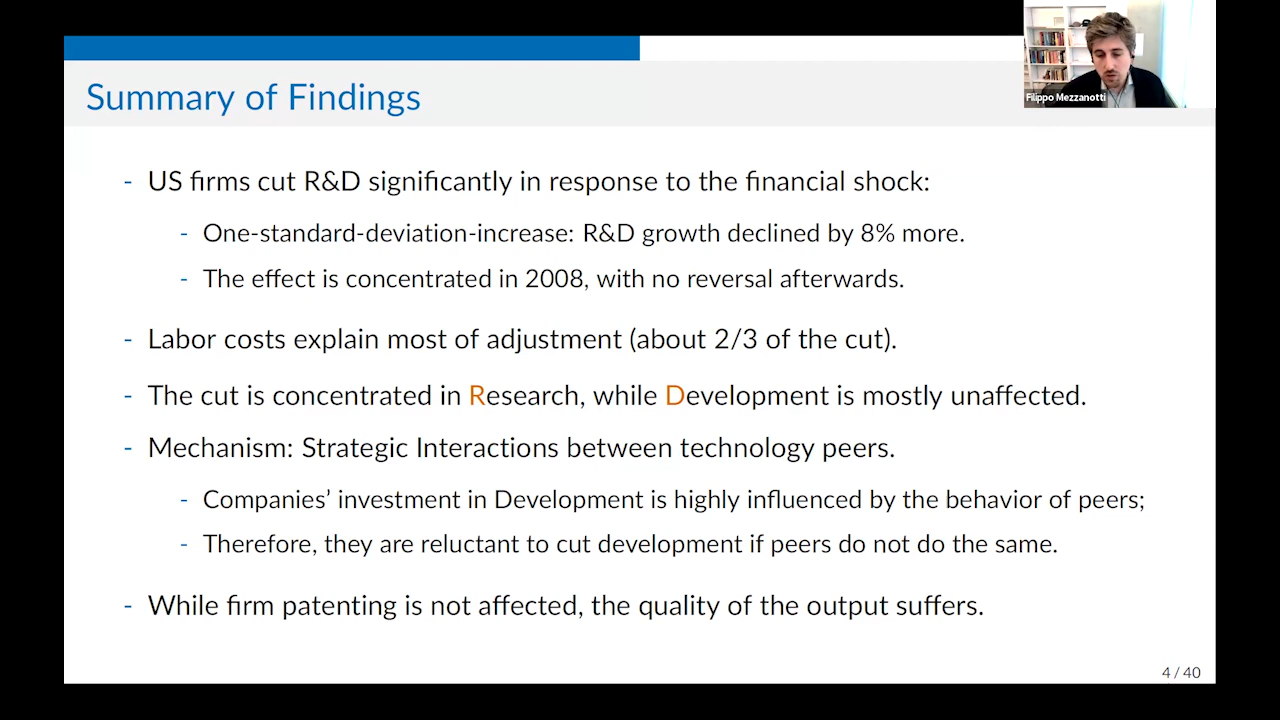 Filippo Mezzanotti
Summary of Findings
- US firms cut R&D significantly in response to the financial shock:
- One-standard-deviation-increase: R&D growth declined by 8% more.
- The effect is concentrated in 2008, with no reversal afterwards.
- Labor costs explain most of adjustment (about 2/3 of the cut).
- The cut is concentrated in Research, while Development is mostly unaffected.
- Mechanism: Strategic Interactions between technology peers.
- Companies’ investment in Development is highly influenced by the behavior of peers;
- Therefore, they are reluctant to cut development if peers do not do the same.
- While firm patenting is not affected, the quality of the output suffers.
4 / 40